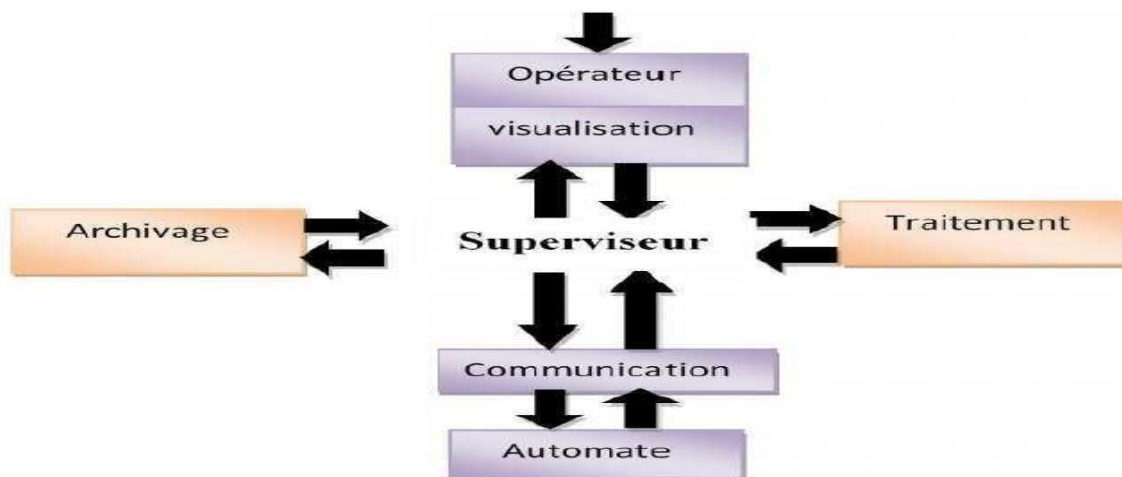 Opérateur
visualisation
Archivage
Traitement
Superviseur
Communication
Automate